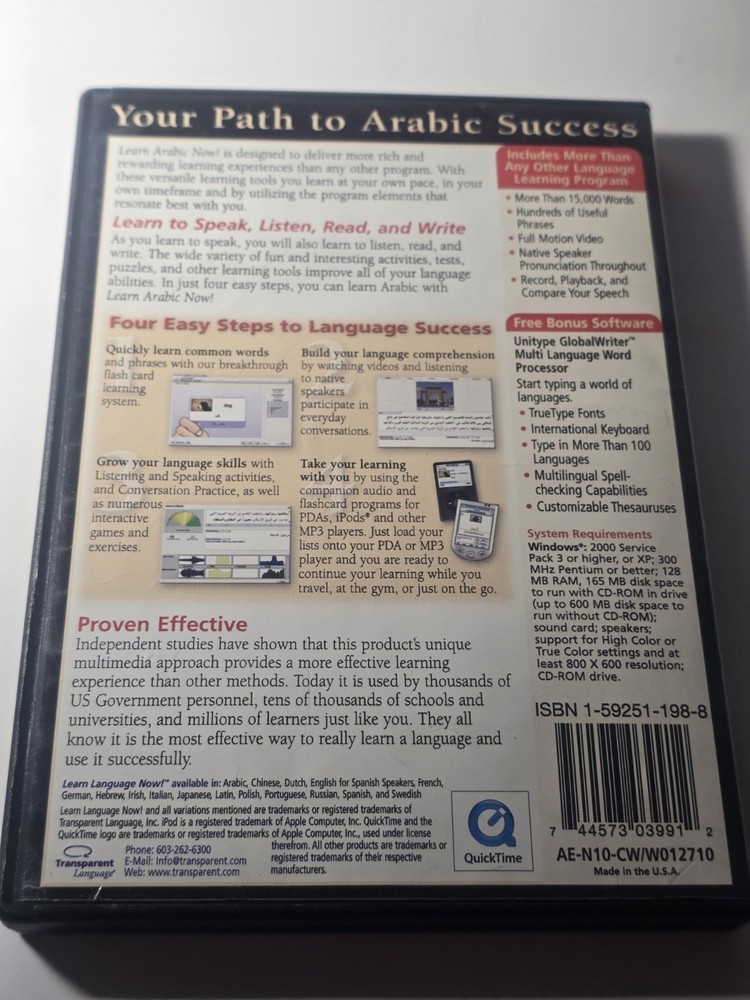 Your Path to Arabic Success
Learn Arabic Now! is designed to deliver more rich and
rewarding learning experiences than any other program. With
these versatile learning tools you learn at your own pace, in your
own timeframe and by utilizing the program elements that
resonate best with you.
Learn to Speak, Listen, Read, and Write
As you learn to speak, you will also learn to listen, read, and
write. The wide variety of fun and interesting activities, tests,
puzzles, and other learning tools improve all of your language
abilities. In just four easy steps, you can learn Arabic with
Learn Arabic Now!
Four Easy Steps to Language Success
Quickly learn common words
and phrases with our breakthrough
flash card
learning
system.
Build your language comprehension
by watching videos and listening
to native
speakers
participate in
everyday
conversations.
Grow your language skills with
Listening and Speaking activities,
and Conversation Practice, as well
as numerous
interactive
games and
exercises.
Take your learning
with you by using the
companion audio and
flashcard programs for
PDAs, iPods® and other
MP3 players. Just load your
lists onto your PDA or MP3
player and you are ready to
continue your learning while you
travel, at the gym, or just on the go.
Proven Effective
Independent studies have shown that this product's unique
multimedia approach provides a more effective learning
experience than other methods. Today it is used by thousands of
US Government personnel, tens of thousands of schools and
universities, and millions of learners just like you. They all
know it is the most effective way to really learn a language and
use it successfully.
Learn Language Now!™ available in: Arabic, Chinese, Dutch, English for Spanish Speakers, French,
German, Hebrew, Irish, Italian, Japanese, Latin, Polish, Portuguese, Russian, Spanish, and Swedish
Learn Language Now! and all variations mentioned are trademarks or registered trademarks of
Transparent Language, Inc. iPod is a registered trademark of Apple Computer, Inc. QuickTime and the
QuickTime logo are trademarks or registered trademarks of Apple Computer, Inc., used under license
therefrom. All other products are trademarks or
registered trademarks of their respective
manufacturers.
Transparent
Language®
Phone: 603-262-6300
E-Mail: Info@transparent.com
Web: www.transparent.com
QuickTime
Includes More Than
Any Other Language
Learning Program
• More Than 15,000 Words
• Hundreds of Useful
Phrases
• Full Motion Video
• Native Speaker
Pronunciation Throughout
• Record, Playback, and
Compare Your Speech
Free Bonus Software
Unitype GlobalWriter™
Multi Language Word
Processor
Start typing a world of
languages.
• TrueType Fonts
• International Keyboard
• Type in More Than 100
Languages
• Multilingual Spell-
checking Capabilities
• Customizable Thesauruses
System Requirements
Windows®: 2000 Service
Pack 3 or higher, or XP; 300
MHz Pentium or better; 128
MB RAM, 165 MB disk space
to run with CD-ROM in drive
(up to 600 MB disk space to
run without CD-ROM);
sound card; speakers;
support for High Color or
True Color settings and at
least 800 X 600 resolution;
CD-ROM drive.
ISBN 1-59251-198-8
7 44573 03991 2
AE-N10-CW/W012710
Made in the U.S.A.